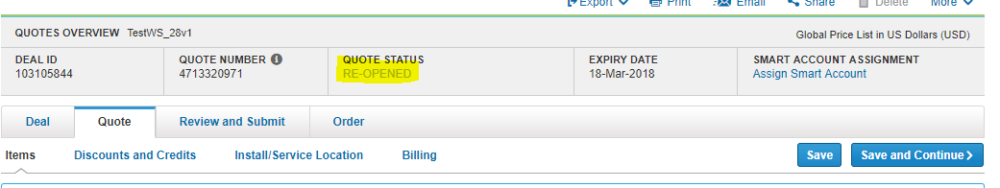 Export Print Email Share Delete More
QUOTES OVERVIEW TestWS_28v1 Global Price List in US Dollars (USD)
DEAL ID QUOTE NUMBER QUOTE STATUS EXPIRY DATE SMART ACCOUNT ASSIGNMENT
103105844 4713320971 RE-OPENED 18-Mar-2018 Assign Smart Account
Deal Quote Review and Submit Order
Items Discounts and Credits Install/Service Location Billing Save Save and Continue